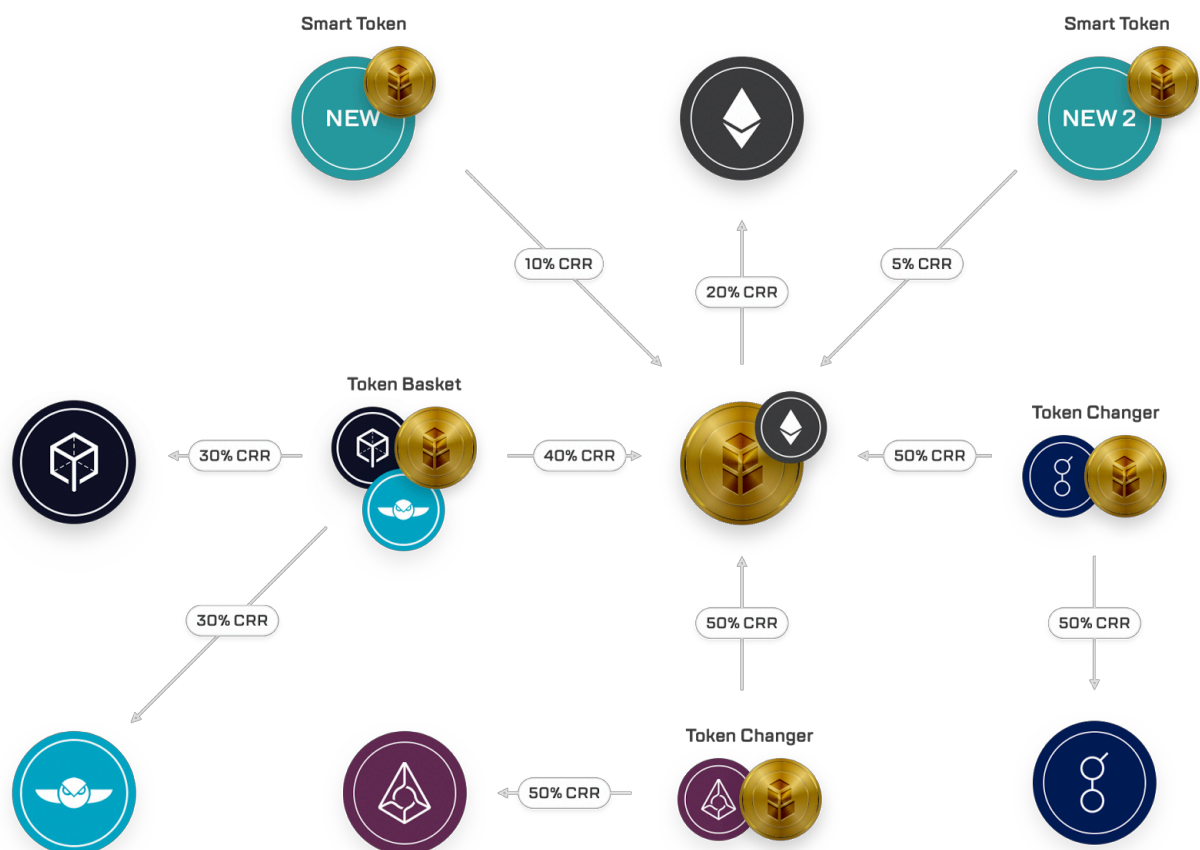 Smart Token
Smart Token
NEW
NEW 2
10% CRR
5% CRR
20% CRR
Token Basket
Token Changer
30% CRR
40% CRR
50% CRR
30% CRR
50% CRR
50% CRR
Token Changer
50% CRR